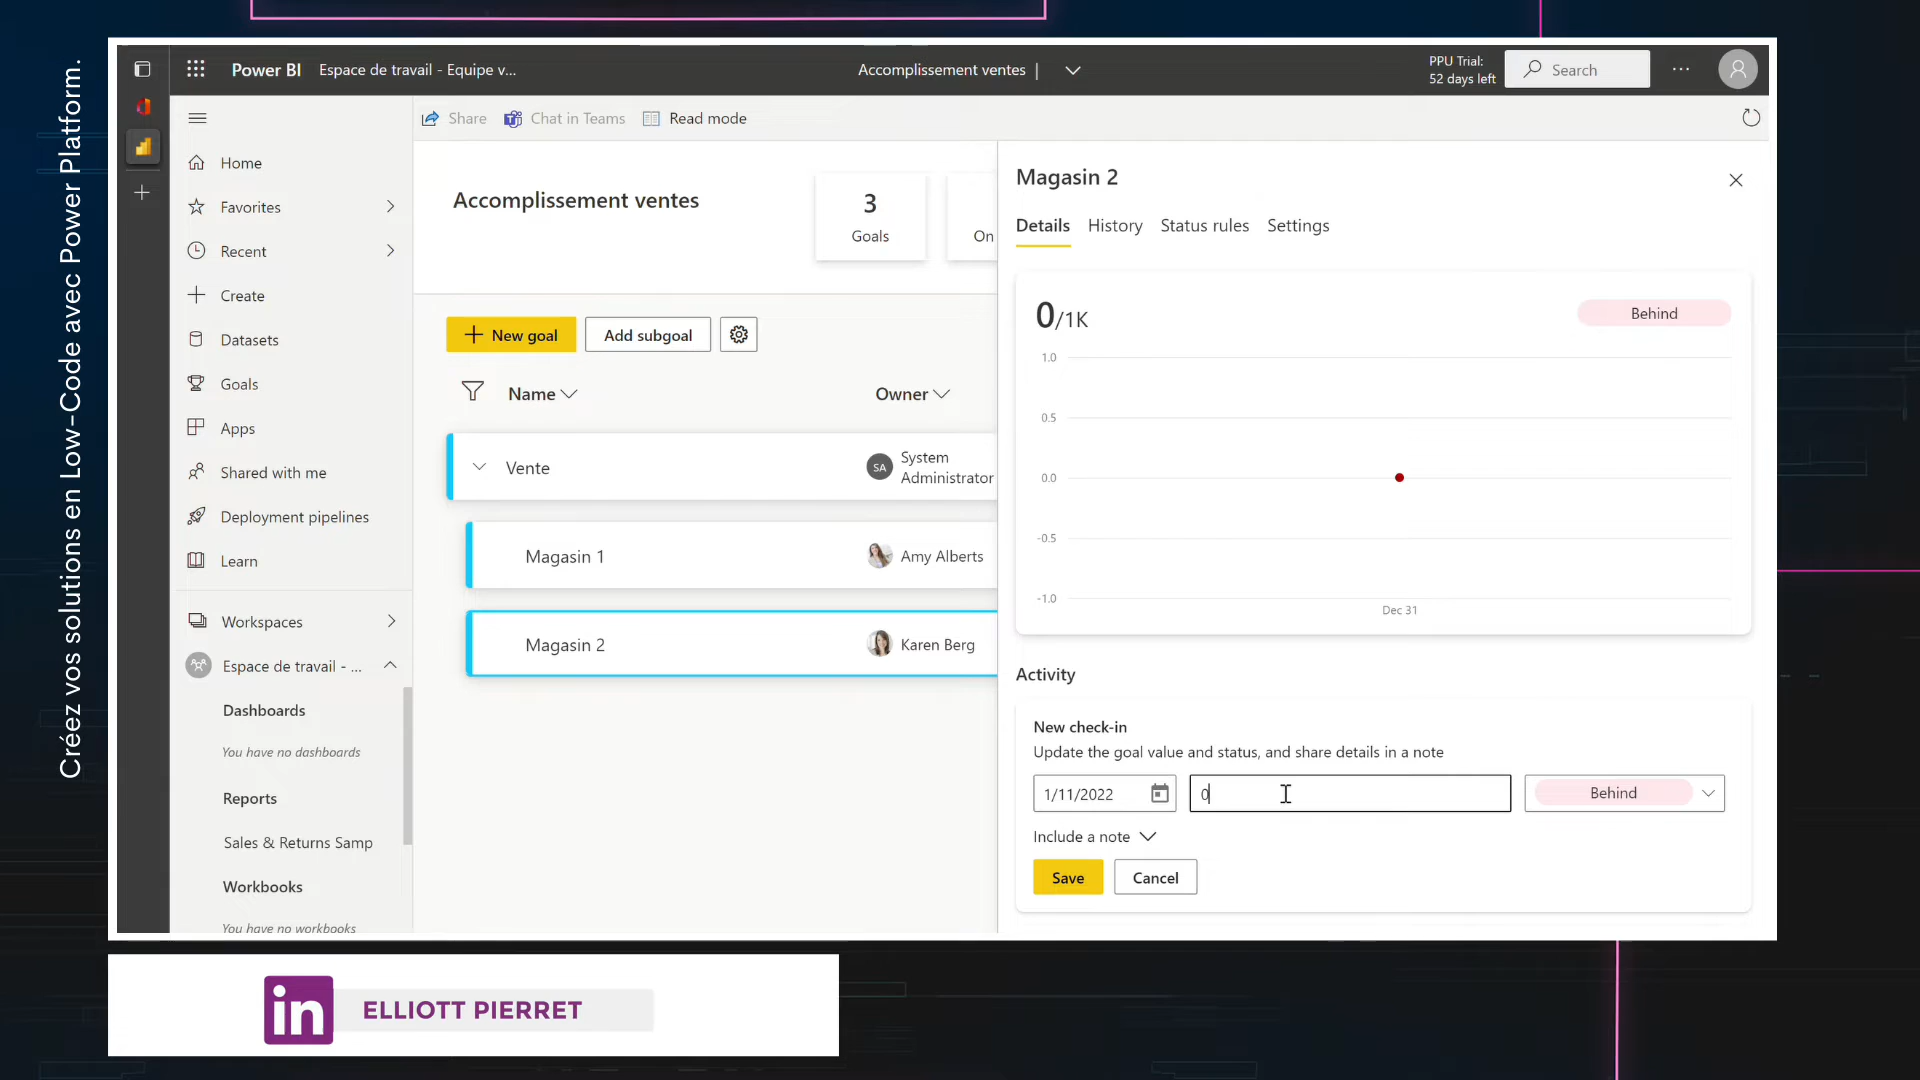 Créez vos solutions en Low-Code avec Power Platform.
Power BI
Espace de travail - Equipe v...
Accomplissement ventes |
PPU Trial:
52 days left
Search
Home
Favorites
Recent
Create
Datasets
Goals
Apps
Shared with me
Deployment pipelines
Learn
Workspaces
Espace de travail - ...
Dashboards
You have no dashboards
Reports
Sales & Returns Samp
Workbooks
You have no workbooks
Share
Chat in Teams
Read mode
Accomplissement ventes
3
Goals
On
New goal
Add subgoal
Name
Owner
Vente
SA
System
Administrator
Magasin 1
Amy Alberts
Magasin 2
Karen Berg
Magasin 2
Details
History
Status rules
Settings
0/1K
Behind
1.0
0.5
0.0
-0.5
-1.0
Dec 31
Activity
New check-in
Update the goal value and status, and share details in a note
1/11/2022
0
Behind
Include a note
Save
Cancel
in
ELLIOTT PIERRET